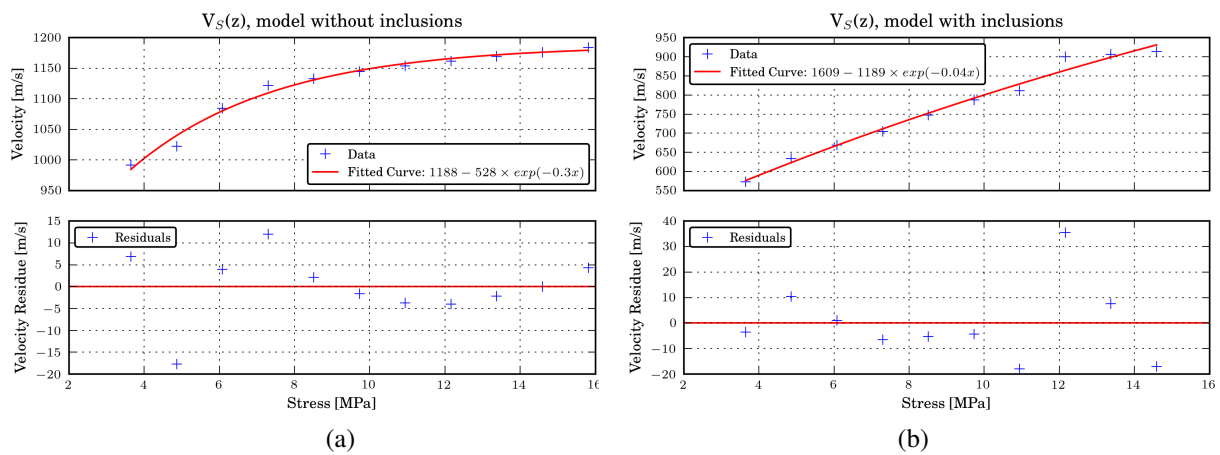 V_S(z), model without inclusions
1200
1150
1100
1050
1000
950
Velocity [m/s]
Data
Fitted Curve: 1188 − 528 × exp(−0.3x)
15
10
5
0
−5
−10
−15
−20
Velocity Residue [m/s]
Residuals
2 4 6 8 10 12 14 16
Stress [MPa]
(a)
V_S(z), model with inclusions
950
900
850
800
750
700
650
600
550
Velocity [m/s]
Data
Fitted Curve: 1609 − 1189 × exp(−0.04x)
40
30
20
10
0
−10
−20
Velocity Residue [m/s]
Residuals
2 4 6 8 10 12 14 16
Stress [MPa]
(b)